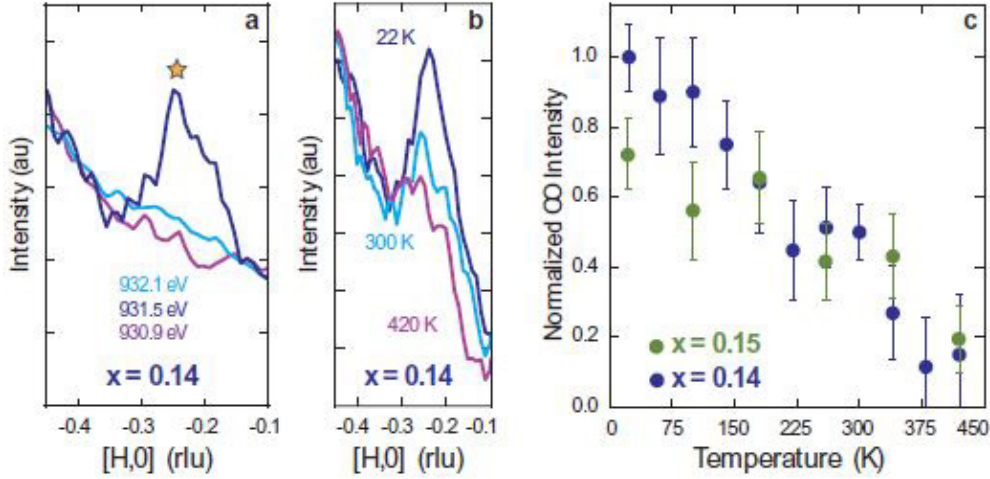 a
Intensity (au)
932.1 eV
931.5 eV
930.9 eV
x = 0.14
-0.4 -0.3 -0.2 -0.1
[H,0] (rlu)
b
Intensity (au)
22 K
300 K
420 K
x = 0.14
-0.4 -0.3 -0.2 -0.1
[H,0] (rlu)
c
Normalized CO Intensity
1.0
0.8
0.6
0.4
0.2
0.0
x = 0.15
x = 0.14
0 75 150 225 300 375 450
Temperature (K)